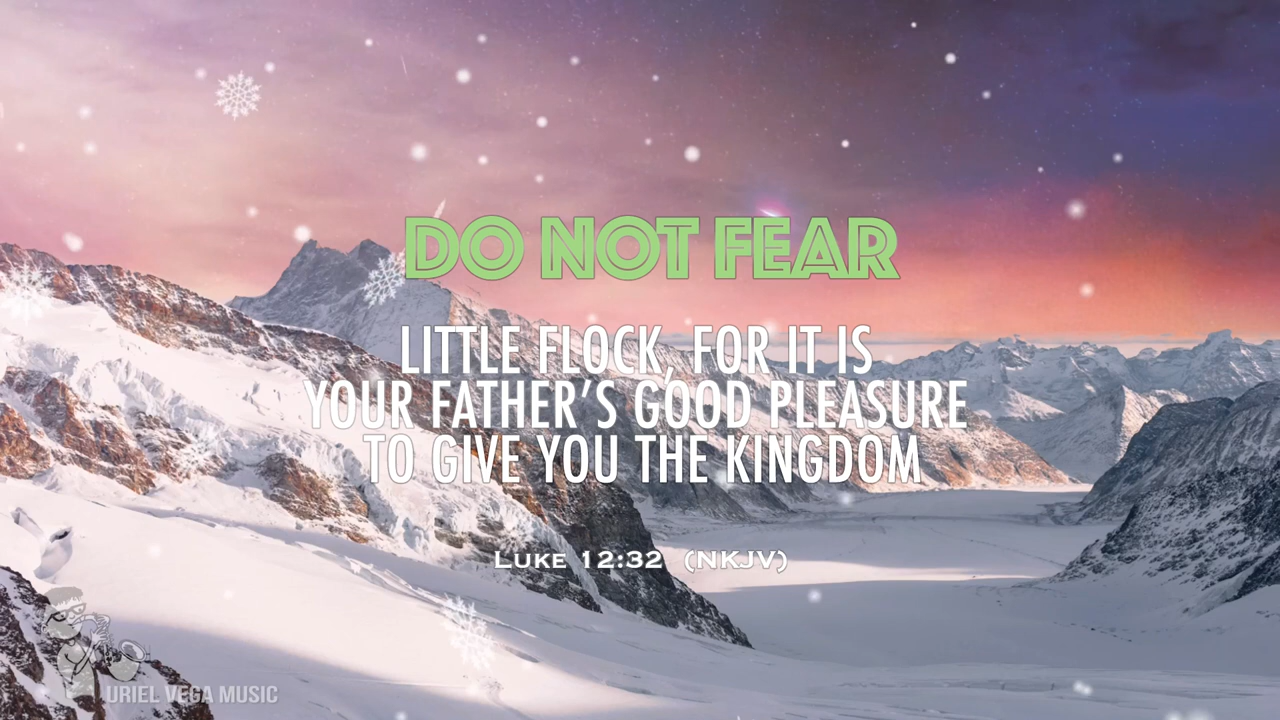 DO NOT FEAR
LITTLE FLOCK, FOR IT IS
YOUR FATHER’S GOOD PLEASURE
TO GIVE YOU THE KINGDOM
LUKE 12:32 (NKJV)
URIEL VEGA MUSIC